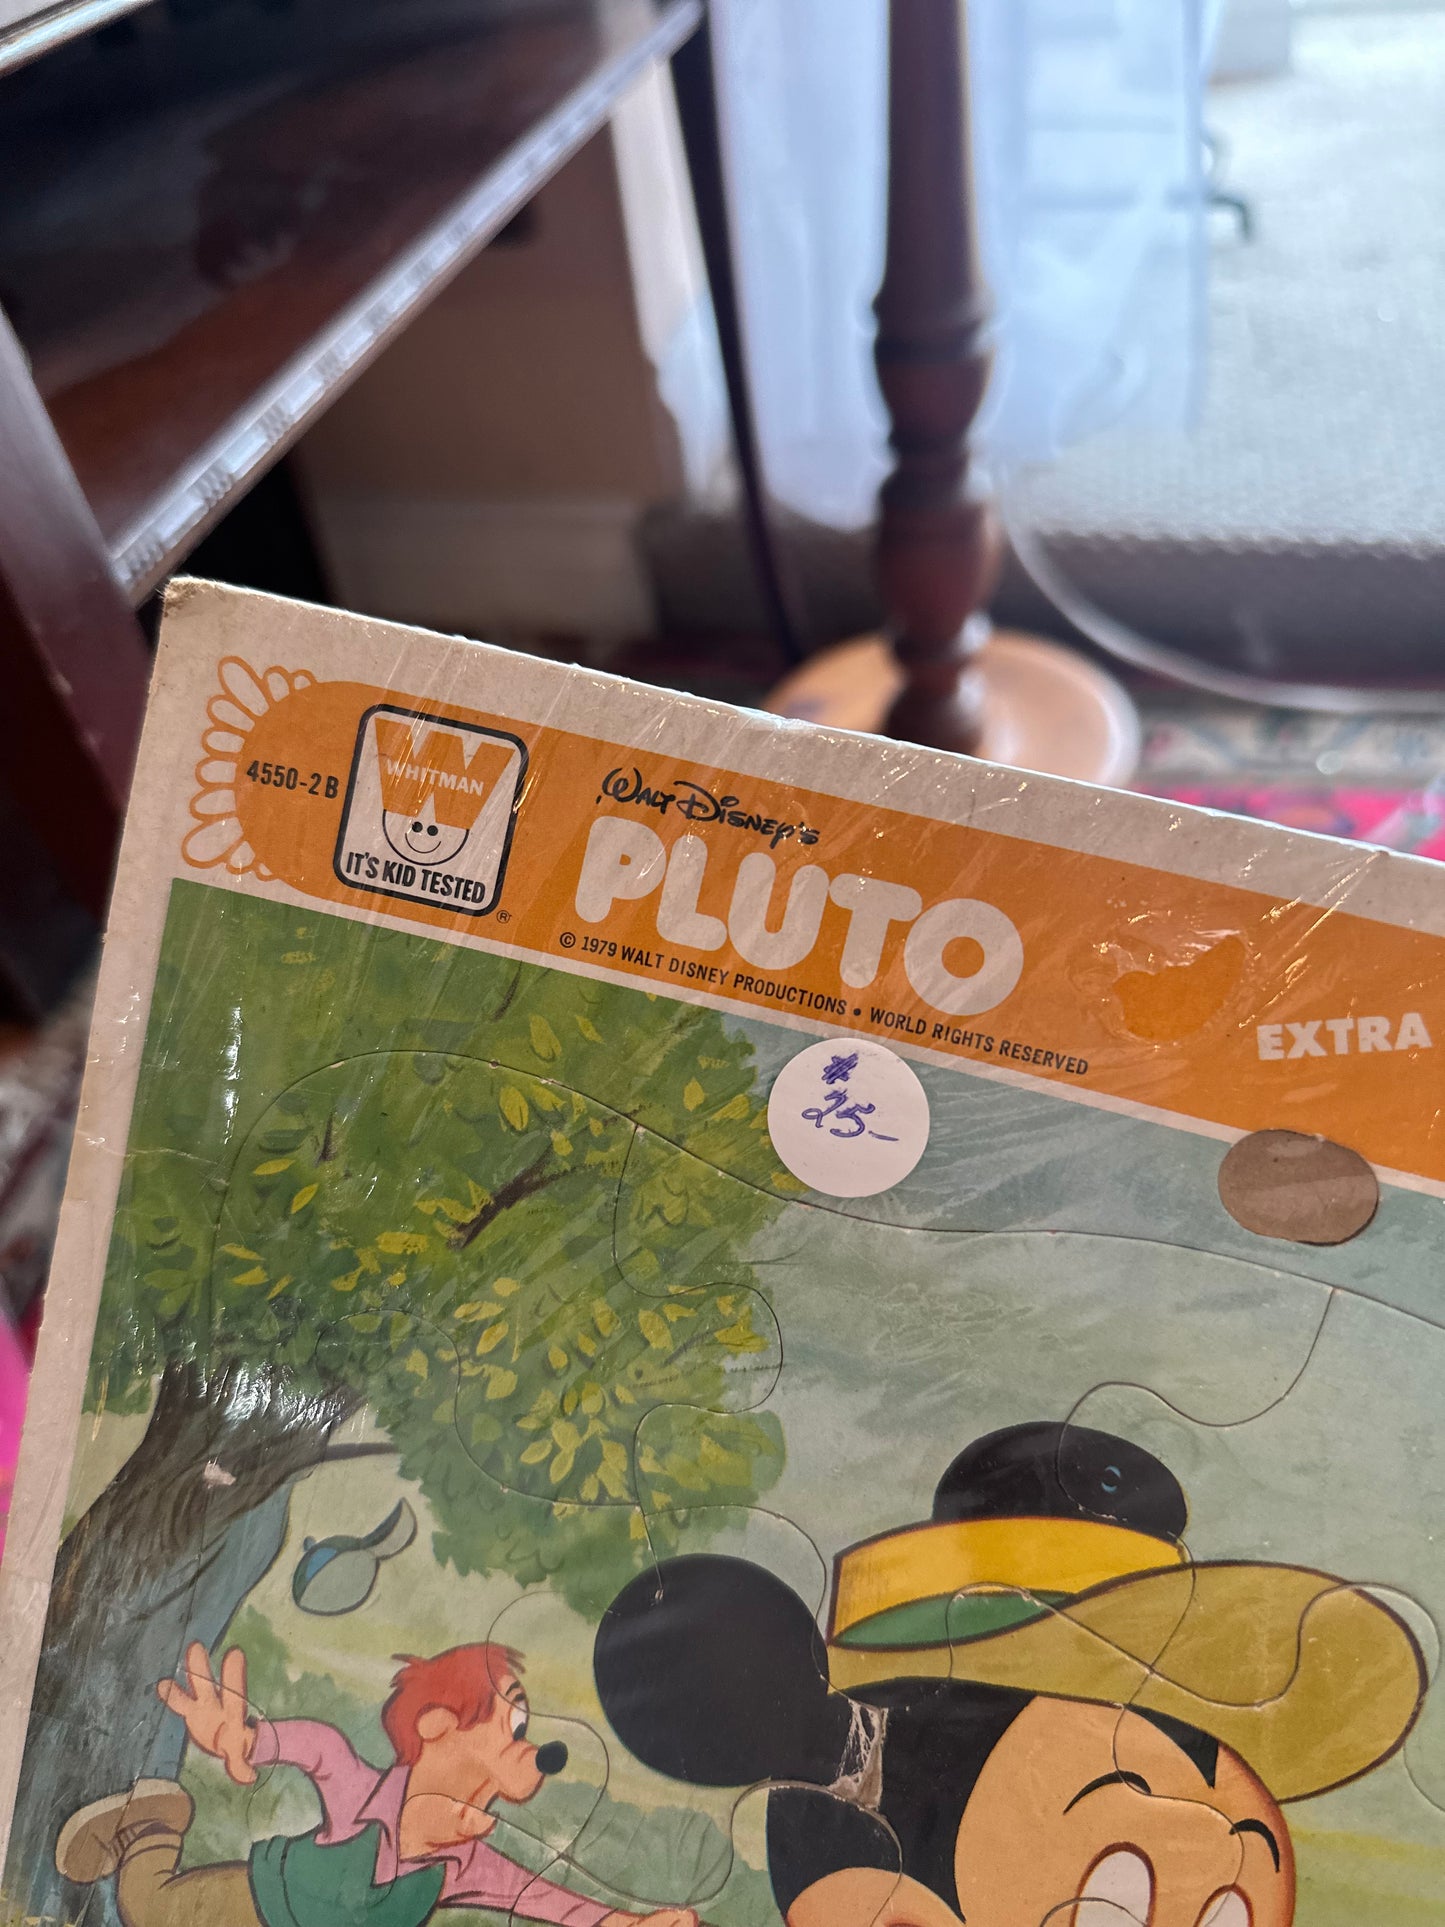 4550-2B
WHITMAN
IT'S KID TESTED
®
Walt Disney's
PLUTO
© 1979 WALT DISNEY PRODUCTIONS • WORLD RIGHTS RESERVED
EXTRA
$
25-